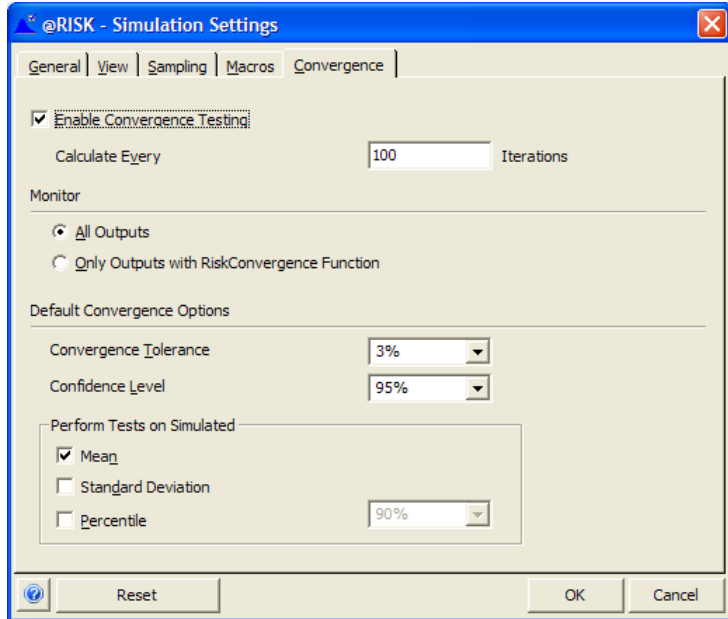 @RISK - Simulation Settings
General View Sampling Macros Convergence
Enable Convergence Testing
Calculate Every 100 Iterations
Monitor
All Outputs
Only Outputs with RiskConvergence Function
Default Convergence Options
Convergence Tolerance 3%
Confidence Level 95%
Perform Tests on Simulated
Mean
Standard Deviation
Percentile 90%
? Reset OK Cancel